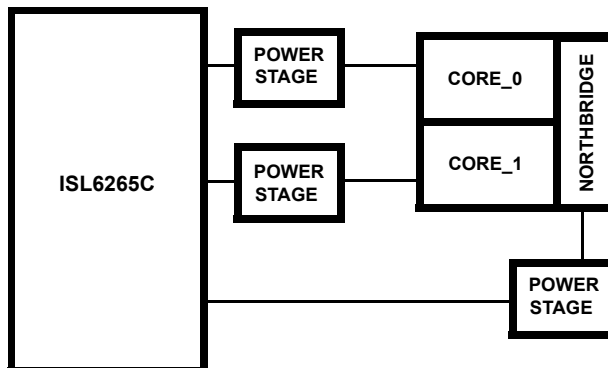 POWER
STAGE
CORE_0
NORTHBRIDGE
ISL6265C
POWER
STAGE
CORE_1
POWER
STAGE